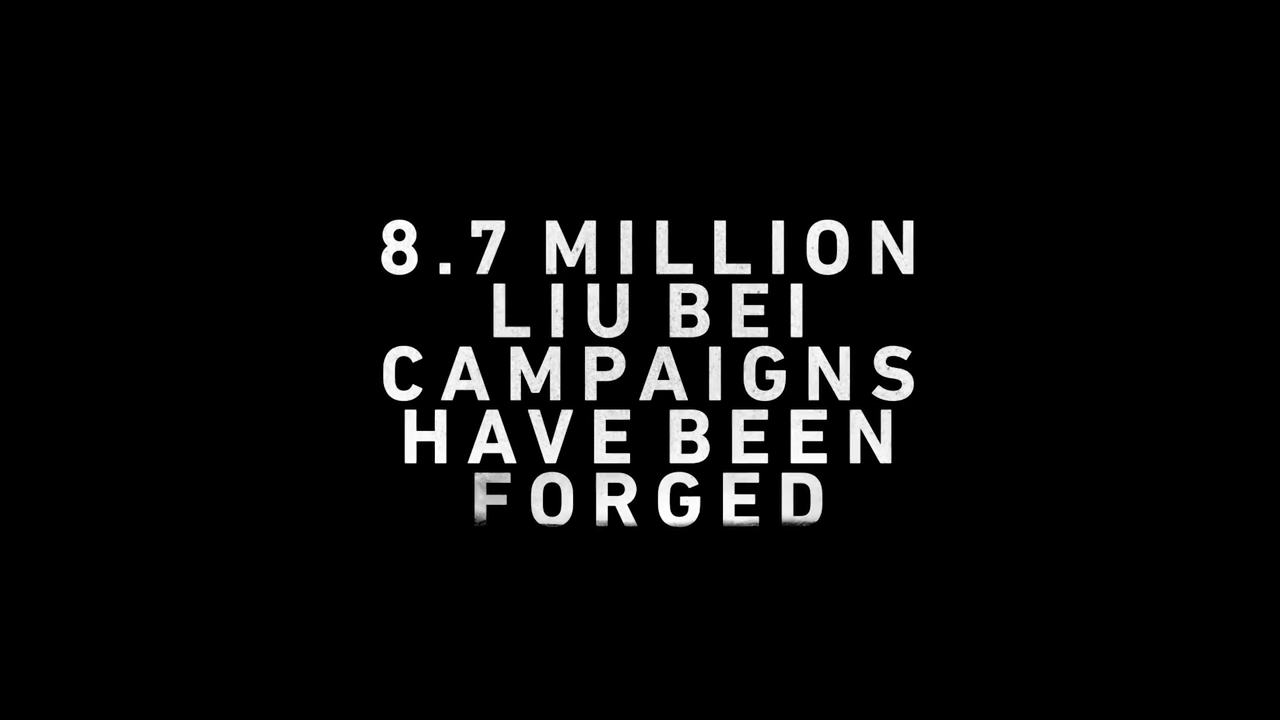 8.7 MILLION
LIU BEI
CAMPAIGNS
HAVE BEEN
FORGED